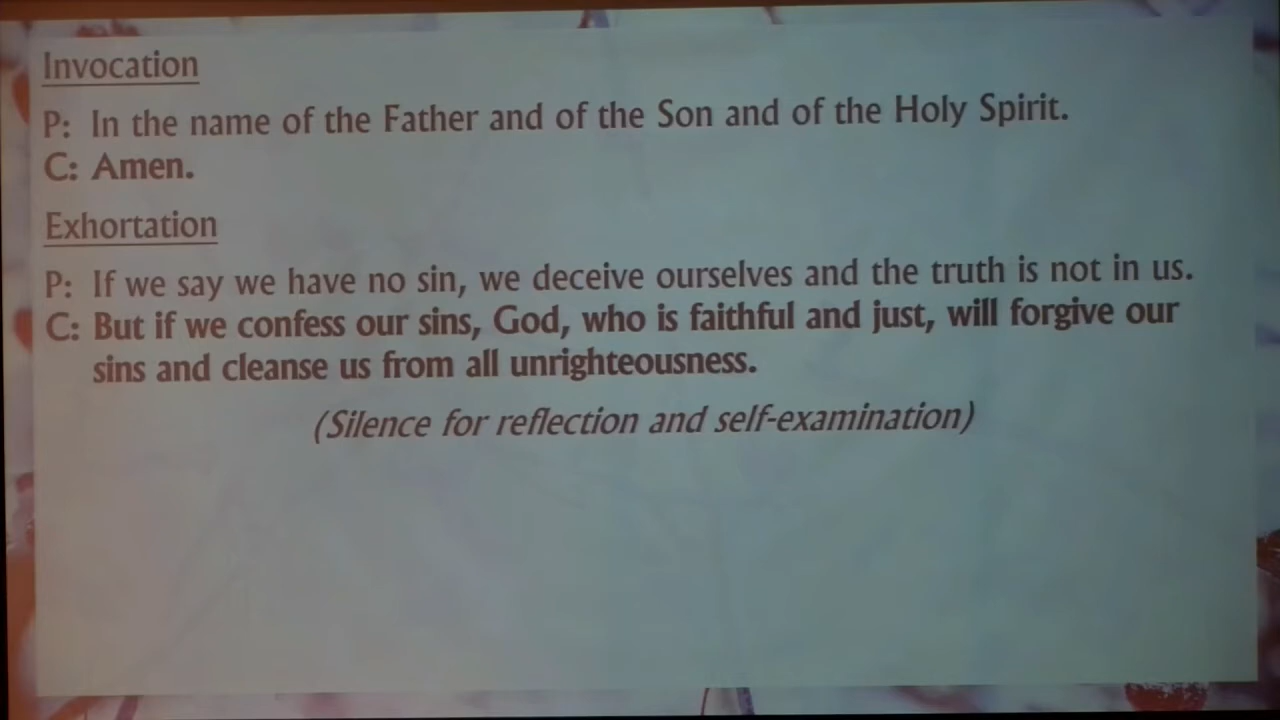 Invocation
P: In the name of the Father and of the Son and of the Holy Spirit.
C: Amen.
Exhortation
P: If we say we have no sin, we deceive ourselves and the truth is not in us.
C: But if we confess our sins, God, who is faithful and just, will forgive our
sins and cleanse us from all unrighteousness.
(Silence for reflection and self-examination)